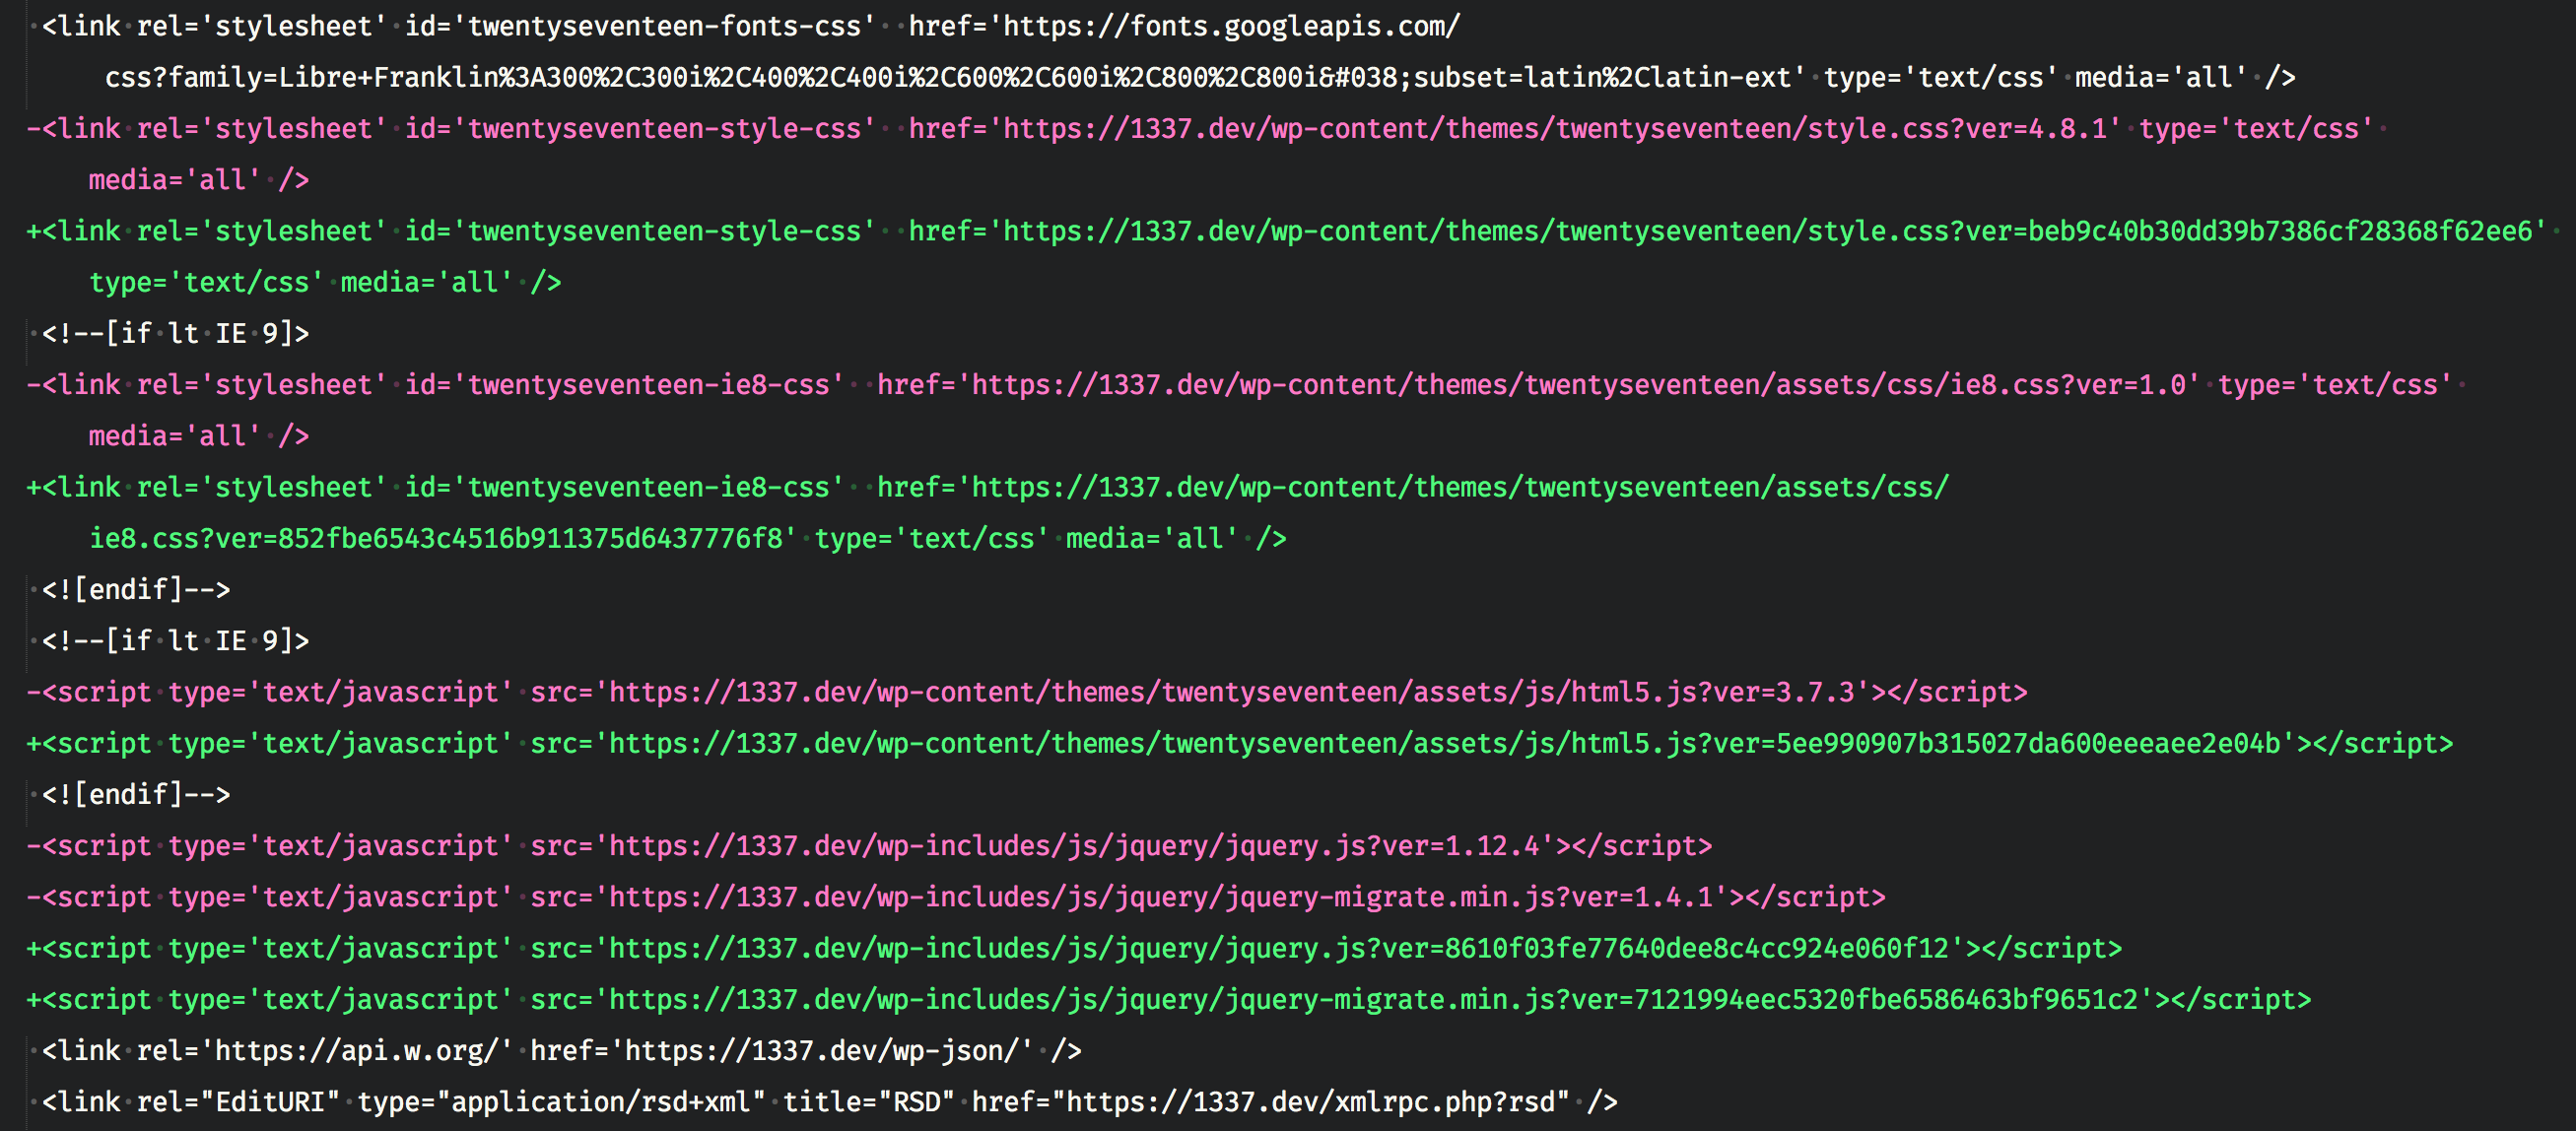 <link rel='stylesheet' id='twentyseventeen-fonts-css'  href='https://fonts.googleapis.com/
css?family=Libre+Franklin%3A300%2C300i%2C400%2C400i%2C600%2C600i%2C800%2C800i&#038;subset=latin%2Clatin-ext' type='text/css' media='all' />
-<link rel='stylesheet' id='twentyseventeen-style-css'  href='https://1337.dev/wp-content/themes/twentyseventeen/style.css?ver=4.8.1' type='text/css'
media='all' />
+<link rel='stylesheet' id='twentyseventeen-style-css'  href='https://1337.dev/wp-content/themes/twentyseventeen/style.css?ver=beb9c40b30dd39b7386cf28368f62ee6'
type='text/css' media='all' />
 <!--[if lt IE 9]>
-<link rel='stylesheet' id='twentyseventeen-ie8-css'  href='https://1337.dev/wp-content/themes/twentyseventeen/assets/css/ie8.css?ver=1.0' type='text/css'
media='all' />
+<link rel='stylesheet' id='twentyseventeen-ie8-css'  href='https://1337.dev/wp-content/themes/twentyseventeen/assets/css/
ie8.css?ver=852fbe6543c4516b911375d6437776f8' type='text/css' media='all' />
 <![endif]-->
 <!--[if lt IE 9]>
-<script type='text/javascript' src='https://1337.dev/wp-content/themes/twentyseventeen/assets/js/html5.js?ver=3.7.3'></script>
+<script type='text/javascript' src='https://1337.dev/wp-content/themes/twentyseventeen/assets/js/html5.js?ver=5ee990907b315027da600eeeaee2e04b'></script>
 <![endif]-->
-<script type='text/javascript' src='https://1337.dev/wp-includes/js/jquery/jquery.js?ver=1.12.4'></script>
-<script type='text/javascript' src='https://1337.dev/wp-includes/js/jquery/jquery-migrate.min.js?ver=1.4.1'></script>
+<script type='text/javascript' src='https://1337.dev/wp-includes/js/jquery/jquery.js?ver=8610f03fe77640dee8c4cc924e060f12'></script>
+<script type='text/javascript' src='https://1337.dev/wp-includes/js/jquery/jquery-migrate.min.js?ver=7121994eec5320fbe6586463bf9651c2'></script>
 <link rel='https://api.w.org/' href='https://1337.dev/wp-json/' />
 <link rel="EditURI" type="application/rsd+xml" title="RSD" href="https://1337.dev/xmlrpc.php?rsd" />